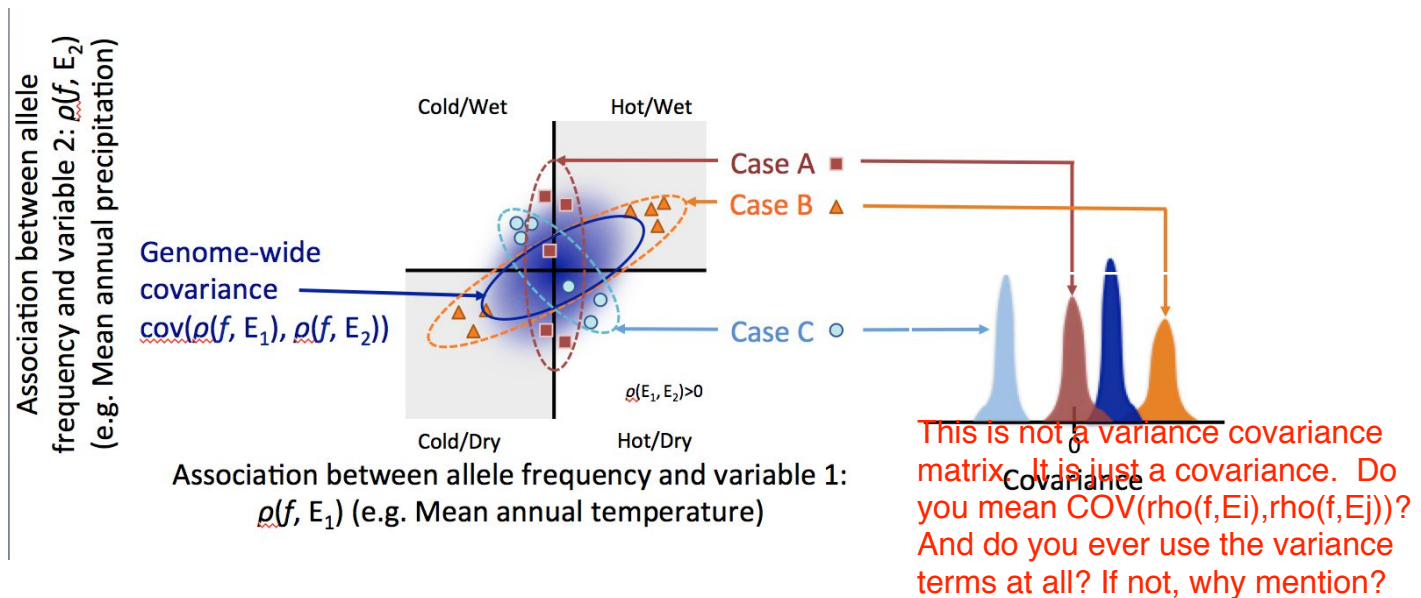 Association between allele
frequency and variable 2: ρ(f, E2)
(e.g. Mean annual precipitation)
Cold/Wet
Hot/Wet
Case A
Case B
Genome-wide
covariance
cov(ρ(f, E1), ρ(f, E2))
Case C
ρ(E1, E2)>0
Cold/Dry
Hot/Dry
Association between allele frequency and variable 1:
ρ(f, E1) (e.g. Mean annual temperature)
0
Covariance
This is not a variance covariance
matrix. It is just a covariance. Do
you mean COV(rho(f,Ei),rho(f,Ej))?
And do you ever use the variance
terms at all? If not, why mention?